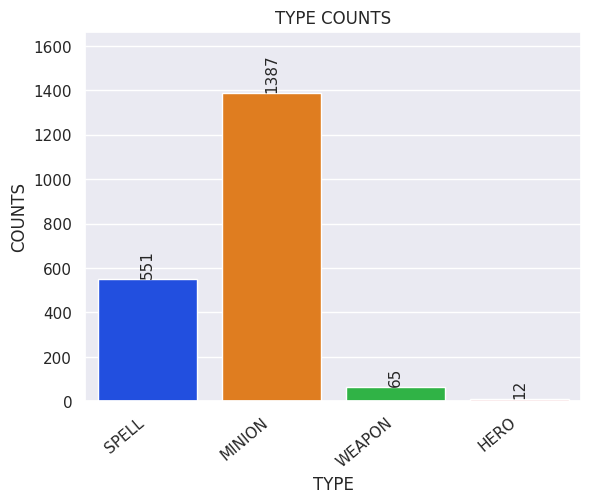 TYPE COUNTS
COUNTS
1600
1400
1200
1000
800
600
400
200
0
551
1387
65
12
SPELL
MINION
WEAPON
HERO
TYPE